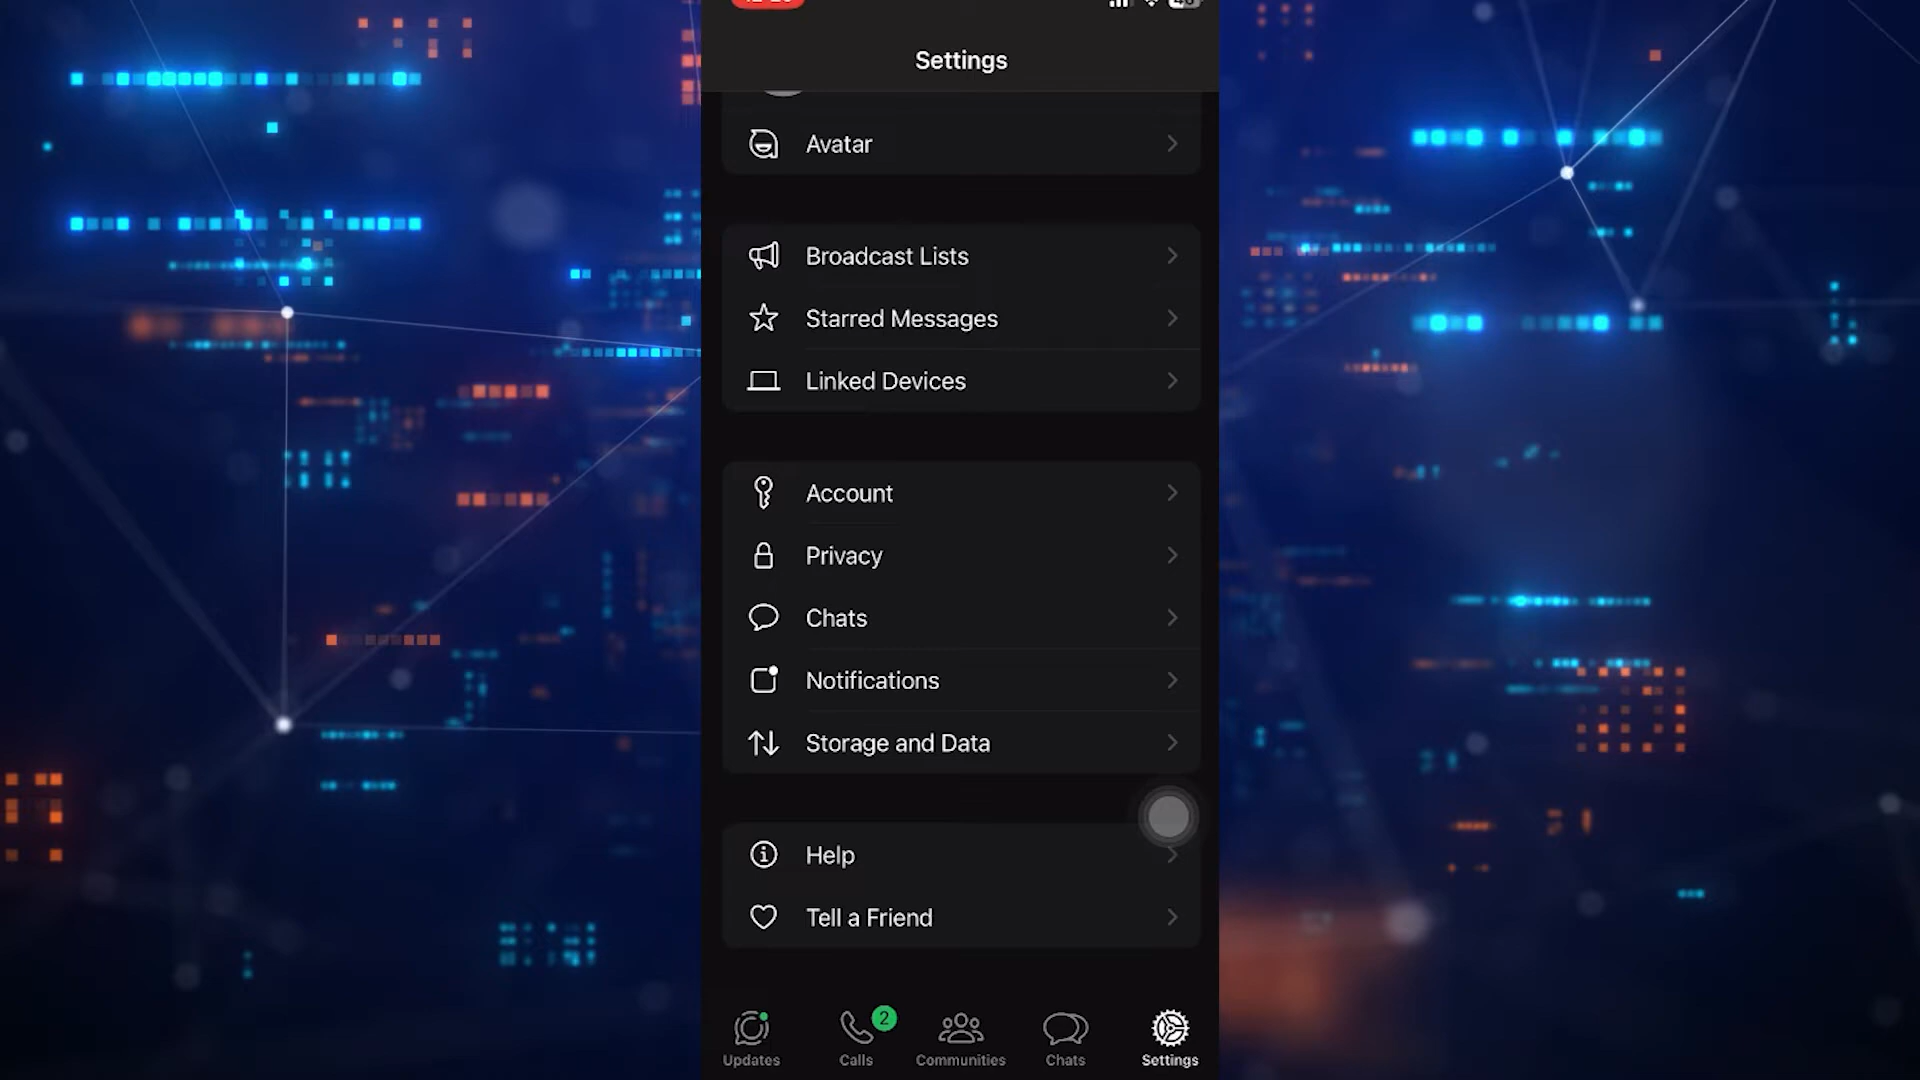 Settings
Avatar
Broadcast Lists
Starred Messages
Linked Devices
Account
Privacy
Chats
Notifications
Storage and Data
Help
Tell a Friend
2
Updates
Calls
Communities
Chats
Settings